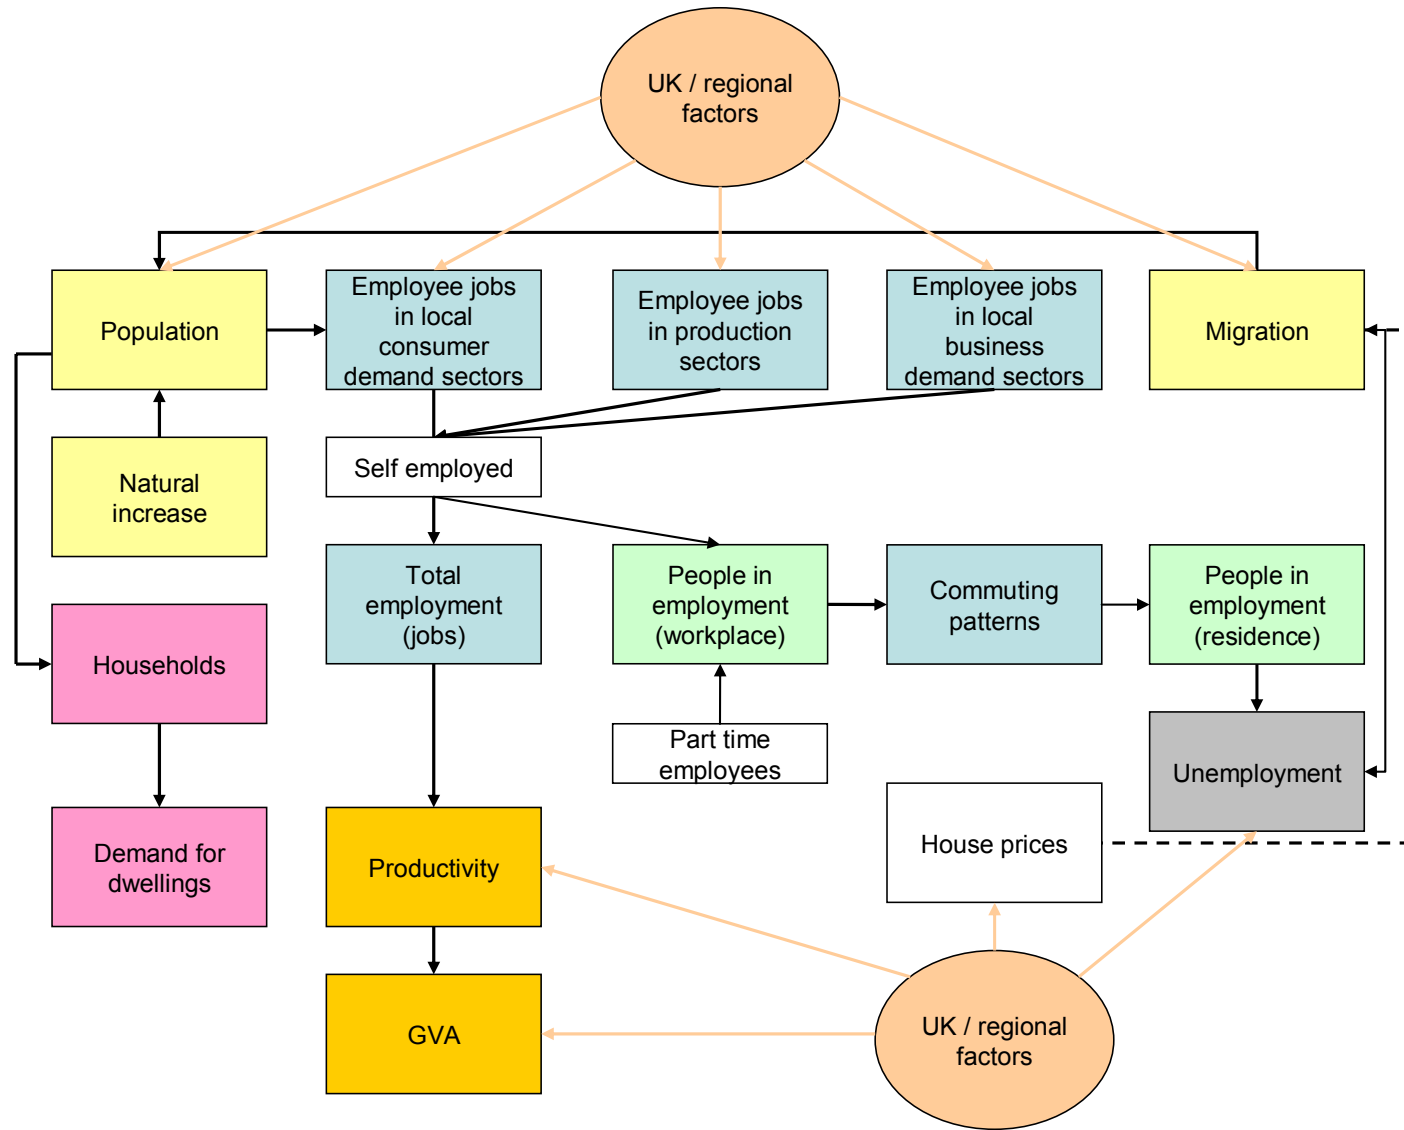 UK / regional
factors
Population
Employee jobs
in local
consumer
demand sectors
Employee jobs
in production
sectors
Employee jobs
in local
business
demand sectors
Migration
Natural
increase
Self employed
Total
employment
(jobs)
People in
employment
(workplace)
Commuting
patterns
People in
employment
(residence)
Households
Part time
employees
Unemployment
Demand for
dwellings
Productivity
House prices
GVA
UK / regional
factors